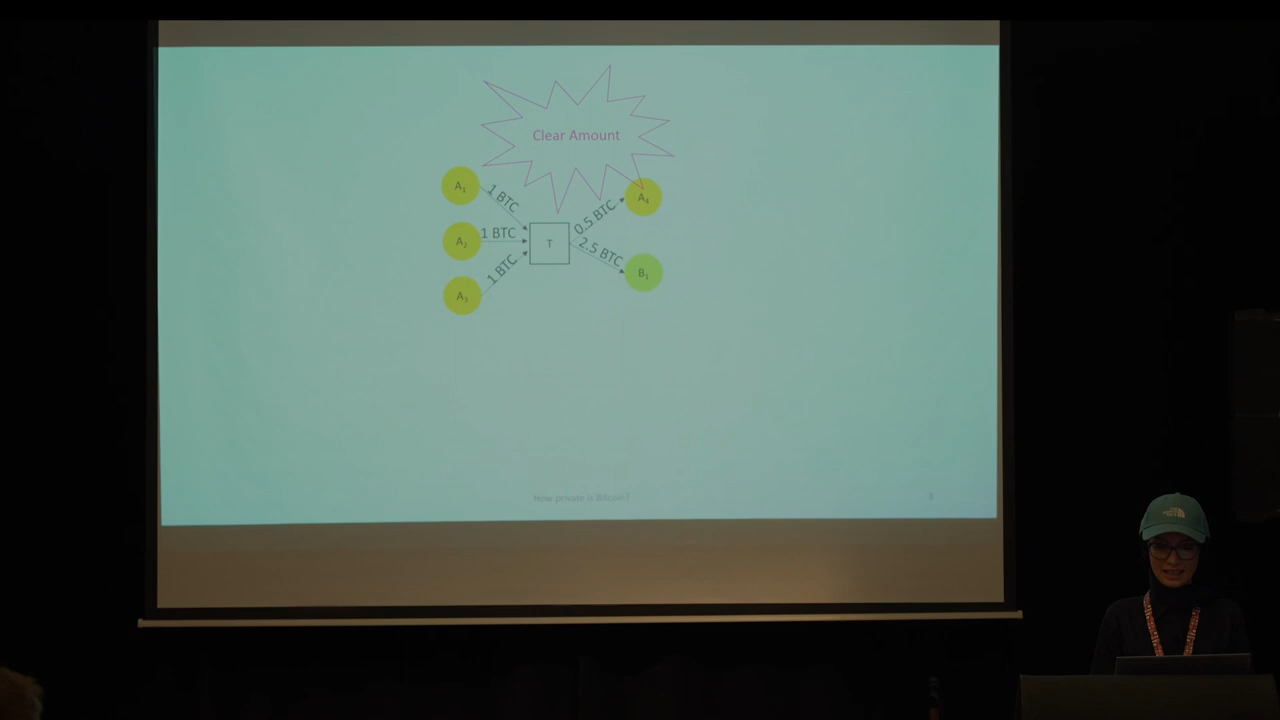 Clear Amount
A₁
1 BTC
A₂
1 BTC
A₃
1 BTC
T
0.5 BTC
A₄
2.5 BTC
B₁
How private is Bitcoin?